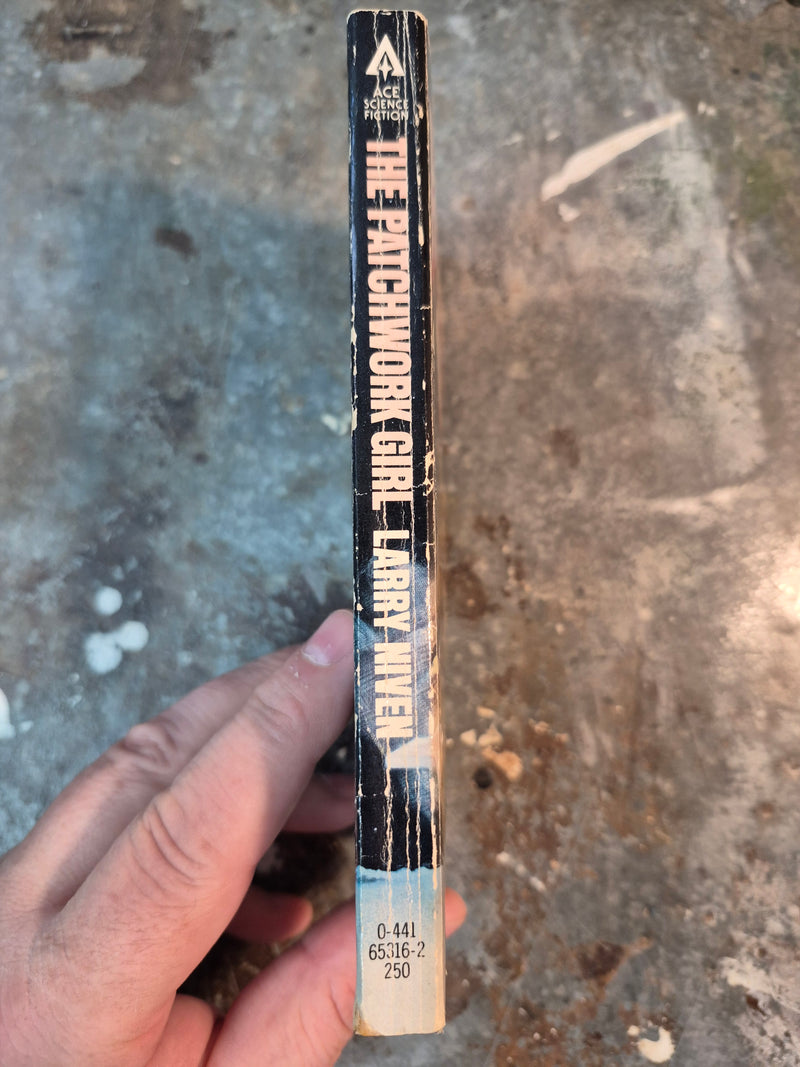 ACE
SCIENCE
FICTION
THE PATCHWORK GIRL LARRY NIVEN
0-441
65316-2
250